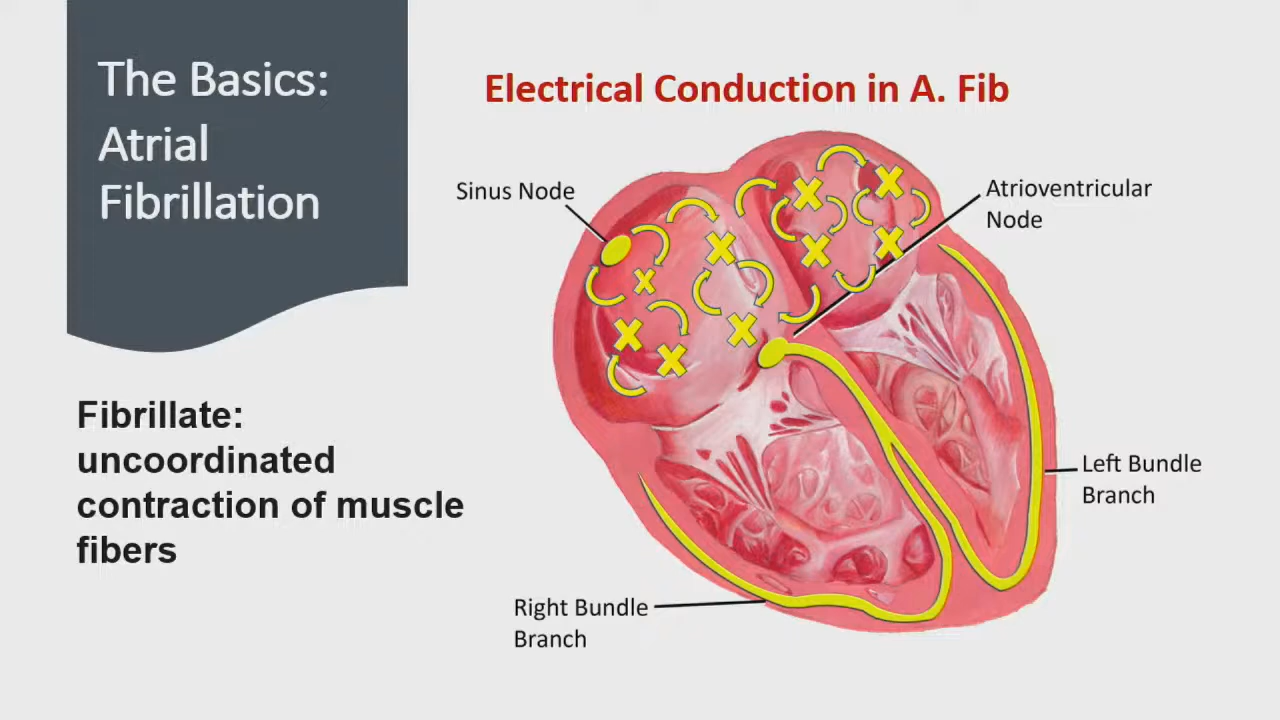 The Basics:
Atrial
Fibrillation
Electrical Conduction in A. Fib
Sinus Node
Atrioventricular
Node
Fibrillate:
uncoordinated
contraction of muscle
fibers
Left Bundle
Branch
Right Bundle
Branch